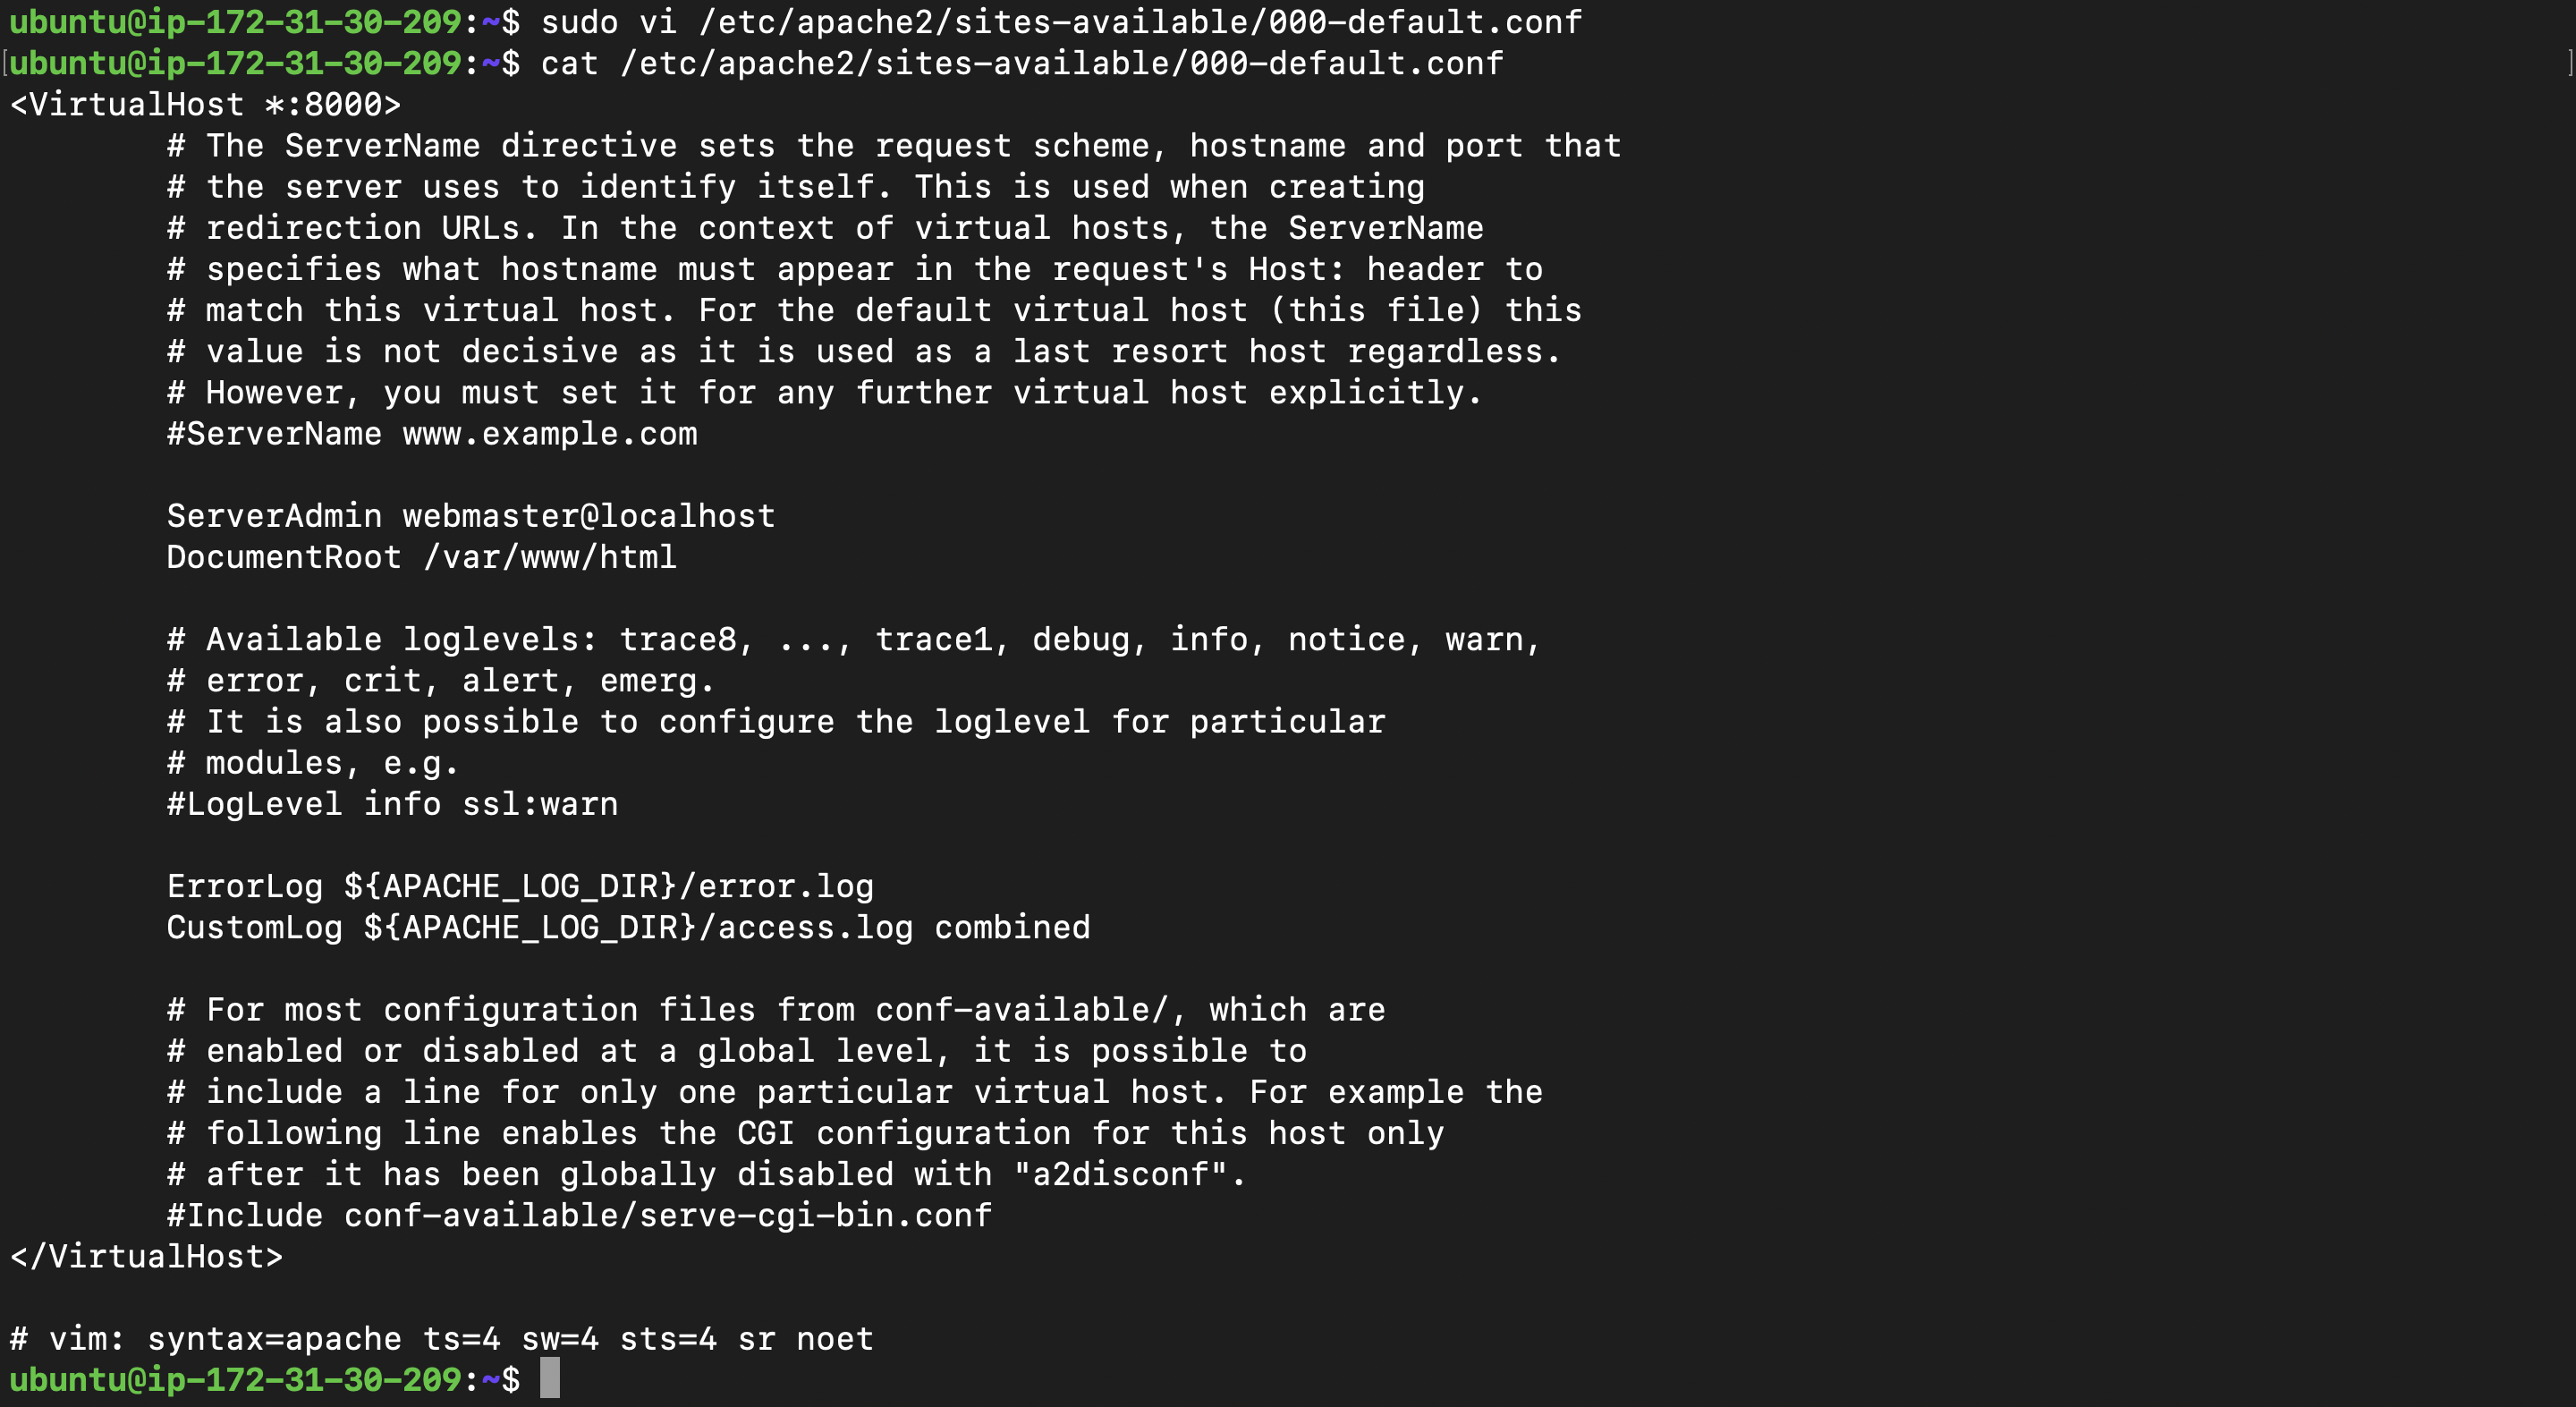 ubuntu@ip-172-31-30-209:~$ sudo vi /etc/apache2/sites-available/000-default.conf
[ubuntu@ip-172-31-30-209:~$ cat /etc/apache2/sites-available/000-default.conf ]
<VirtualHost *:8000>
        # The ServerName directive sets the request scheme, hostname and port that
        # the server uses to identify itself. This is used when creating
        # redirection URLs. In the context of virtual hosts, the ServerName
        # specifies what hostname must appear in the request's Host: header to
        # match this virtual host. For the default virtual host (this file) this
        # value is not decisive as it is used as a last resort host regardless.
        # However, you must set it for any further virtual host explicitly.
        #ServerName www.example.com

        ServerAdmin webmaster@localhost
        DocumentRoot /var/www/html

        # Available loglevels: trace8, ..., trace1, debug, info, notice, warn,
        # error, crit, alert, emerg.
        # It is also possible to configure the loglevel for particular
        # modules, e.g.
        #LogLevel info ssl:warn

        ErrorLog ${APACHE_LOG_DIR}/error.log
        CustomLog ${APACHE_LOG_DIR}/access.log combined

        # For most configuration files from conf-available/, which are
        # enabled or disabled at a global level, it is possible to
        # include a line for only one particular virtual host. For example the
        # following line enables the CGI configuration for this host only
        # after it has been globally disabled with "a2disconf".
        #Include conf-available/serve-cgi-bin.conf
</VirtualHost>

# vim: syntax=apache ts=4 sw=4 sts=4 sr noet
ubuntu@ip-172-31-30-209:~$